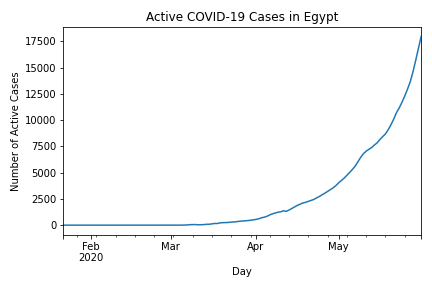 Active COVID-19 Cases in Egypt
17500
15000
12500
10000
7500
5000
2500
0
Number of Active Cases
Feb
2020
Mar
Apr
May
Day